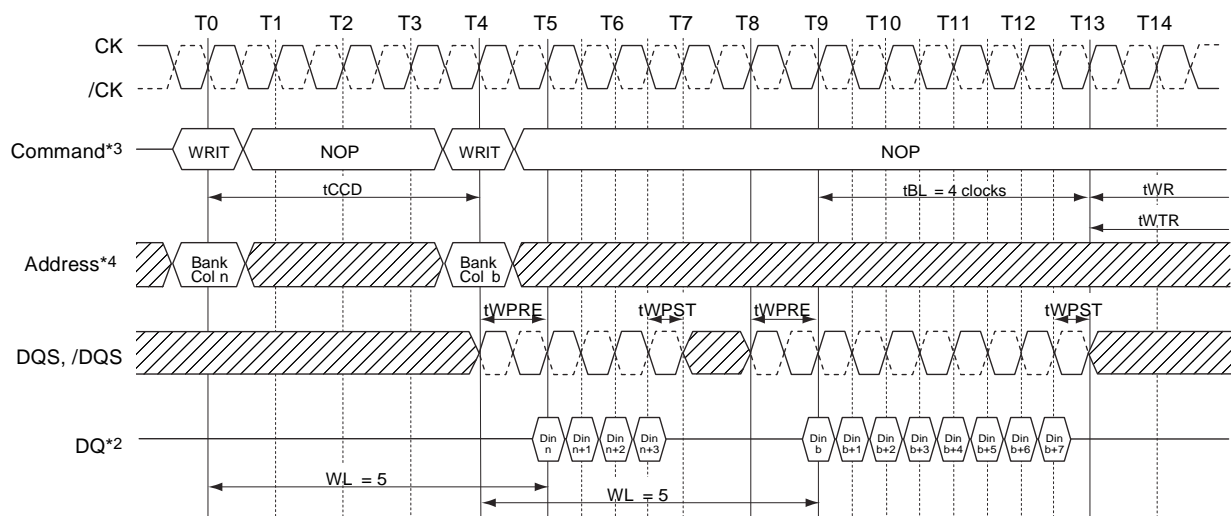 T0 T1 T2 T3 T4 T5 T6 T7 T8 T9 T10 T11 T12 T13 T14
CK
/CK
Command*3 WRIT NOP WRIT NOP
tCCD tBL = 4 clocks tWR
tWTR
Address*4 Bank Col n Bank Col b
tWPRE tWPST tWPRE tWPST
DQS, /DQS
DQ*2 Din n Din n+1 Din n+2 Din n+3 Din b Din b+1 Din b+2 Din b+3 Din b+4 Din b+5 Din b+6 Din b+7
WL = 5 WL = 5